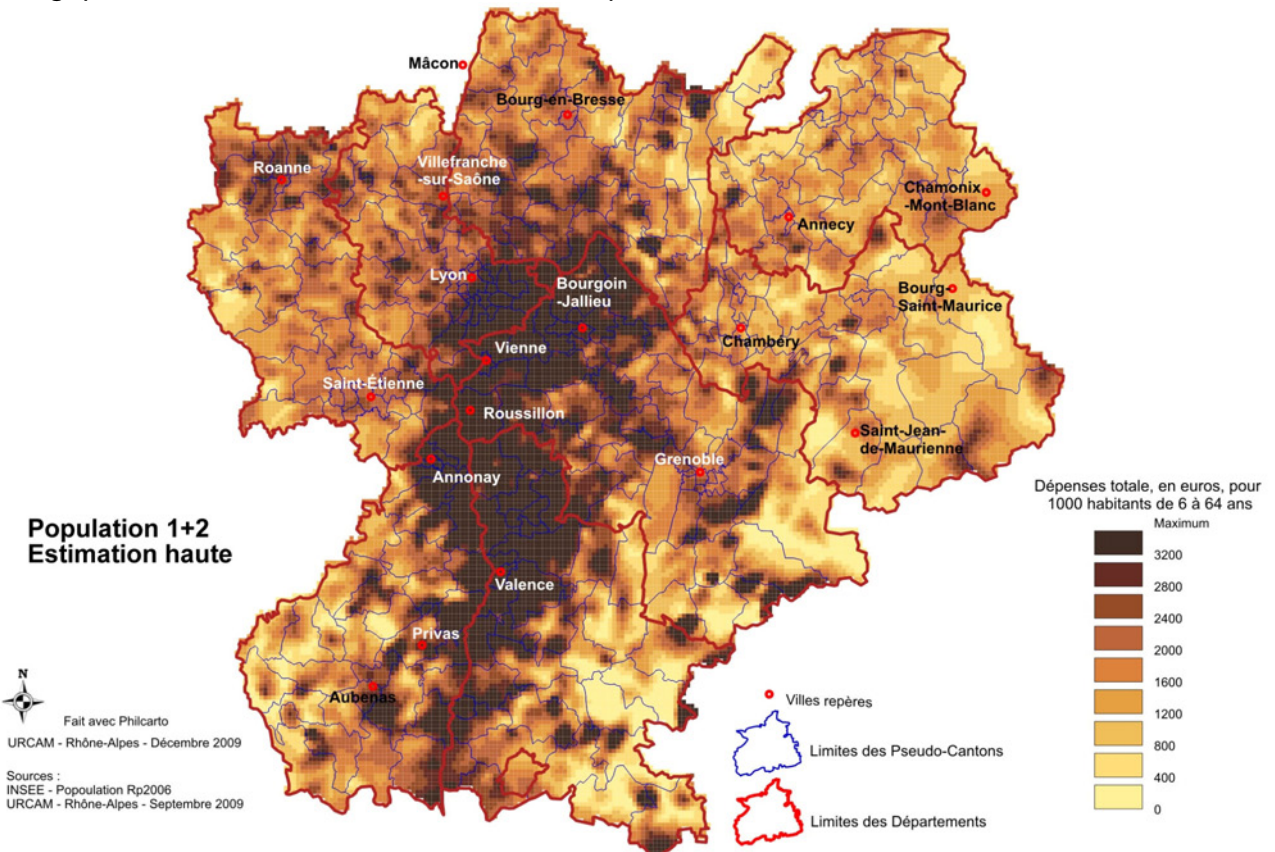 Mâcon
Bourg-en-Bresse
Roanne
Villefranche
-sur-Saône
Chamonix
-Mont-Blanc
Annecy
Lyon
Bourgoin
-Jallieu
Bourg-
Saint-Maurice
Chambéry
Vienne
Saint-Étienne
Roussillon
Saint-Jean-
de-Maurienne
Grenoble
Annonay
Valence
Privas
Aubenas
Population 1+2
Estimation haute
Dépenses totale, en euros, pour
1000 habitants de 6 à 64 ans
Maximum
3200
2800
2400
2000
1600
1200
800
400
0
N
Fait avec Philcarto
URCAM - Rhône-Alpes - Décembre 2009
Sources :
INSEE - Popoulation Rp2006
URCAM - Rhône-Alpes - Septembre 2009
Villes repères
Limites des Pseudo-Cantons
Limites des Départements